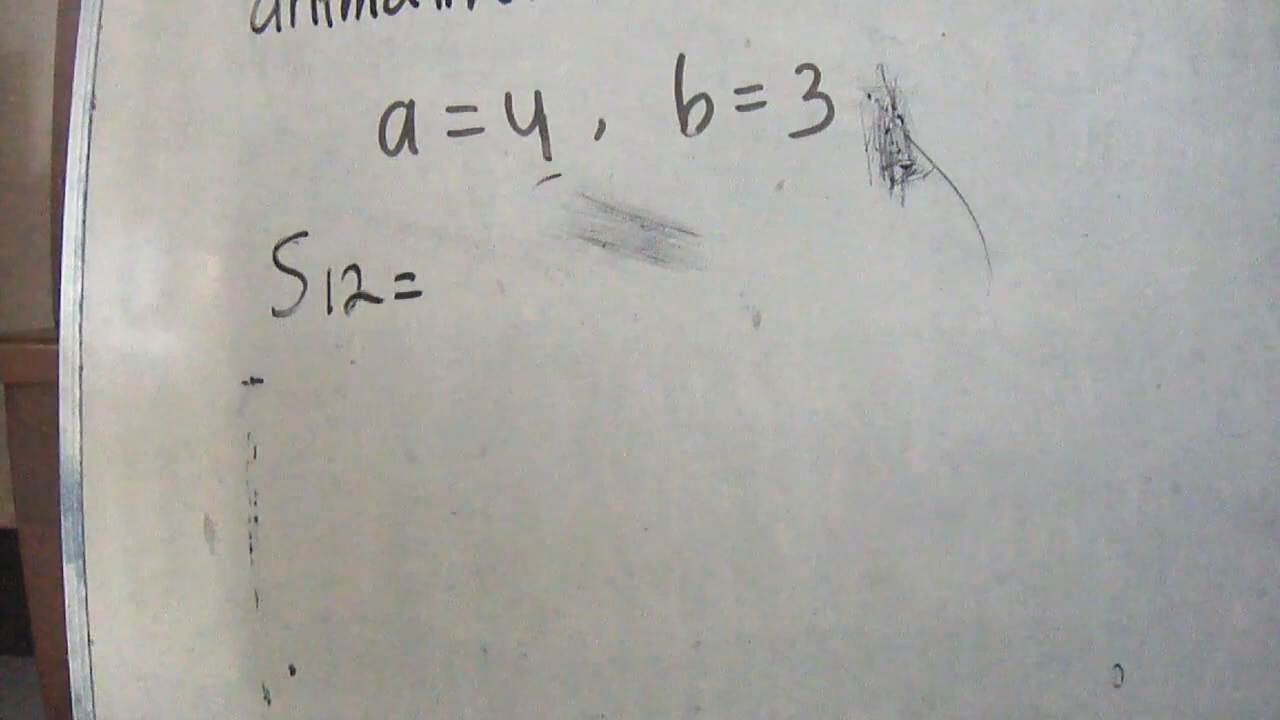 a = 4, b = 3
S12 =